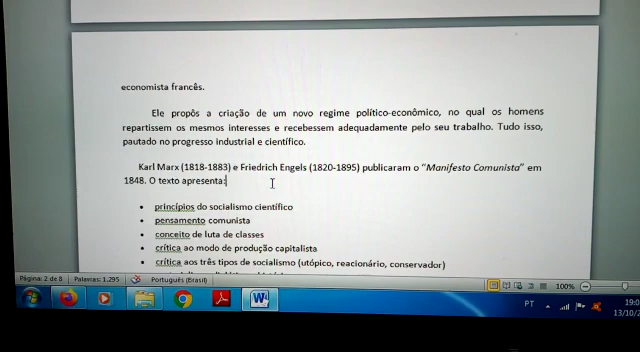 economista francês.
Ele propôs a criação de um novo regime político-econômico, no qual os homens
repartissem os mesmos interesses e recebessem adequadamente pelo seu trabalho. Tudo isso,
pautado no progresso industrial e científico.
Karl Marx (1818-1883) e Friedrich Engels (1820-1895) publicaram o “Manifesto Comunista” em
1848. O texto apresenta:
• princípios do socialismo científico
• pensamento comunista
• conceito de luta de classes
• crítica ao modo de produção capitalista
• crítica aos três tipos de socialismo (utópico, reacionário, conservador)
Página: 2 de 8 Palavras: 1.295 Português (Brasil) 100%
PT 19:0
13/10/2